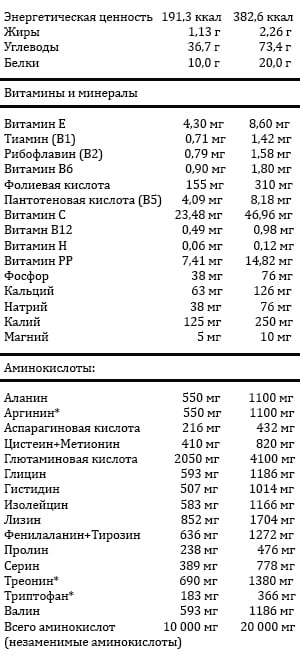 Энергетическая ценность 191,3 ккал 382,6 ккал
Жиры 1,13 г 2,26 г
Углеводы 36,7 г 73,4 г
Белки 10,0 г 20,0 г
Витамины и минералы
Витамин Е 4,30 мг 8,60 мг
Тиамин (В1) 0,71 мг 1,42 мг
Рибофлавин (В2) 0,79 мг 1,58 мг
Витамин В6 0,90 мг 1,80 мг
Фолиевая кислота 155 мг 310 мг
Пантотеновая кислота (В5) 4,09 мг 8,18 мг
Витамин С 23,48 мг 46,96 мг
Витамн В12 0,49 мг 0,98 мг
Витамин Н 0,06 мг 0,12 мг
Витамин РР 7,41 мг 14,82 мг
Фосфор 38 мг 76 мг
Кальций 63 мг 126 мг
Натрий 38 мг 76 мг
Калий 125 мг 250 мг
Магний 5 мг 10 мг
Аминокислоты:
Аланин 550 мг 1100 мг
Аргинин* 550 мг 1100 мг
Аспарагиновая кислота 216 мг 432 мг
Цистеин+Метионин 410 мг 820 мг
Глютаминовая кислота 2050 мг 4100 мг
Глицин 593 мг 1186 мг
Гистидин 507 мг 1014 мг
Изолейцин 583 мг 1166 мг
Лизин 852 мг 1704 мг
Фенилаланин+Тирозин 636 мг 1272 мг
Пролин 238 мг 476 мг
Серин 389 мг 778 мг
Треонин* 690 мг 1380 мг
Триптофан* 183 мг 366 мг
Валин 593 мг 1186 мг
Всего аминокислот 10 000 мг 20 000 мг
(незаменимые аминокислоты)